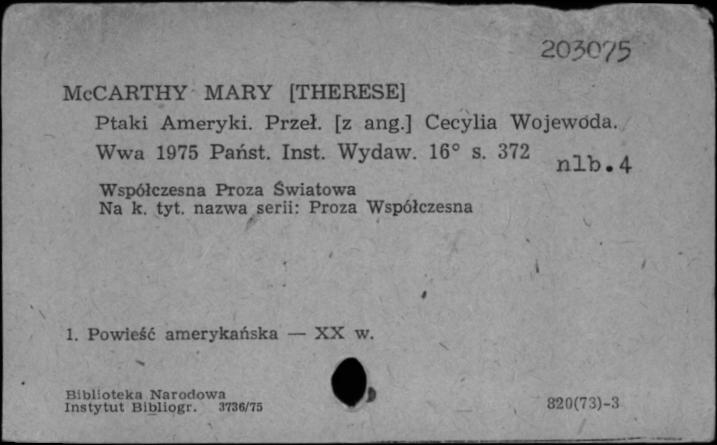 203075
McCARTHY MARY [THERESE]
Ptaki Ameryki. Przeł. [z ang.] Cecylia Wojewoda.
Wwa 1975 Państ. Inst. Wydaw. 16° s. 372
nlb.4
Współczesna Proza Światowa
Na k. tyt. nazwa serii: Proza Współczesna
1. Powieść amerykańska — XX w.
Biblioteka Narodowa
Instytut Bibliogr. 3736/75
820(73)-3